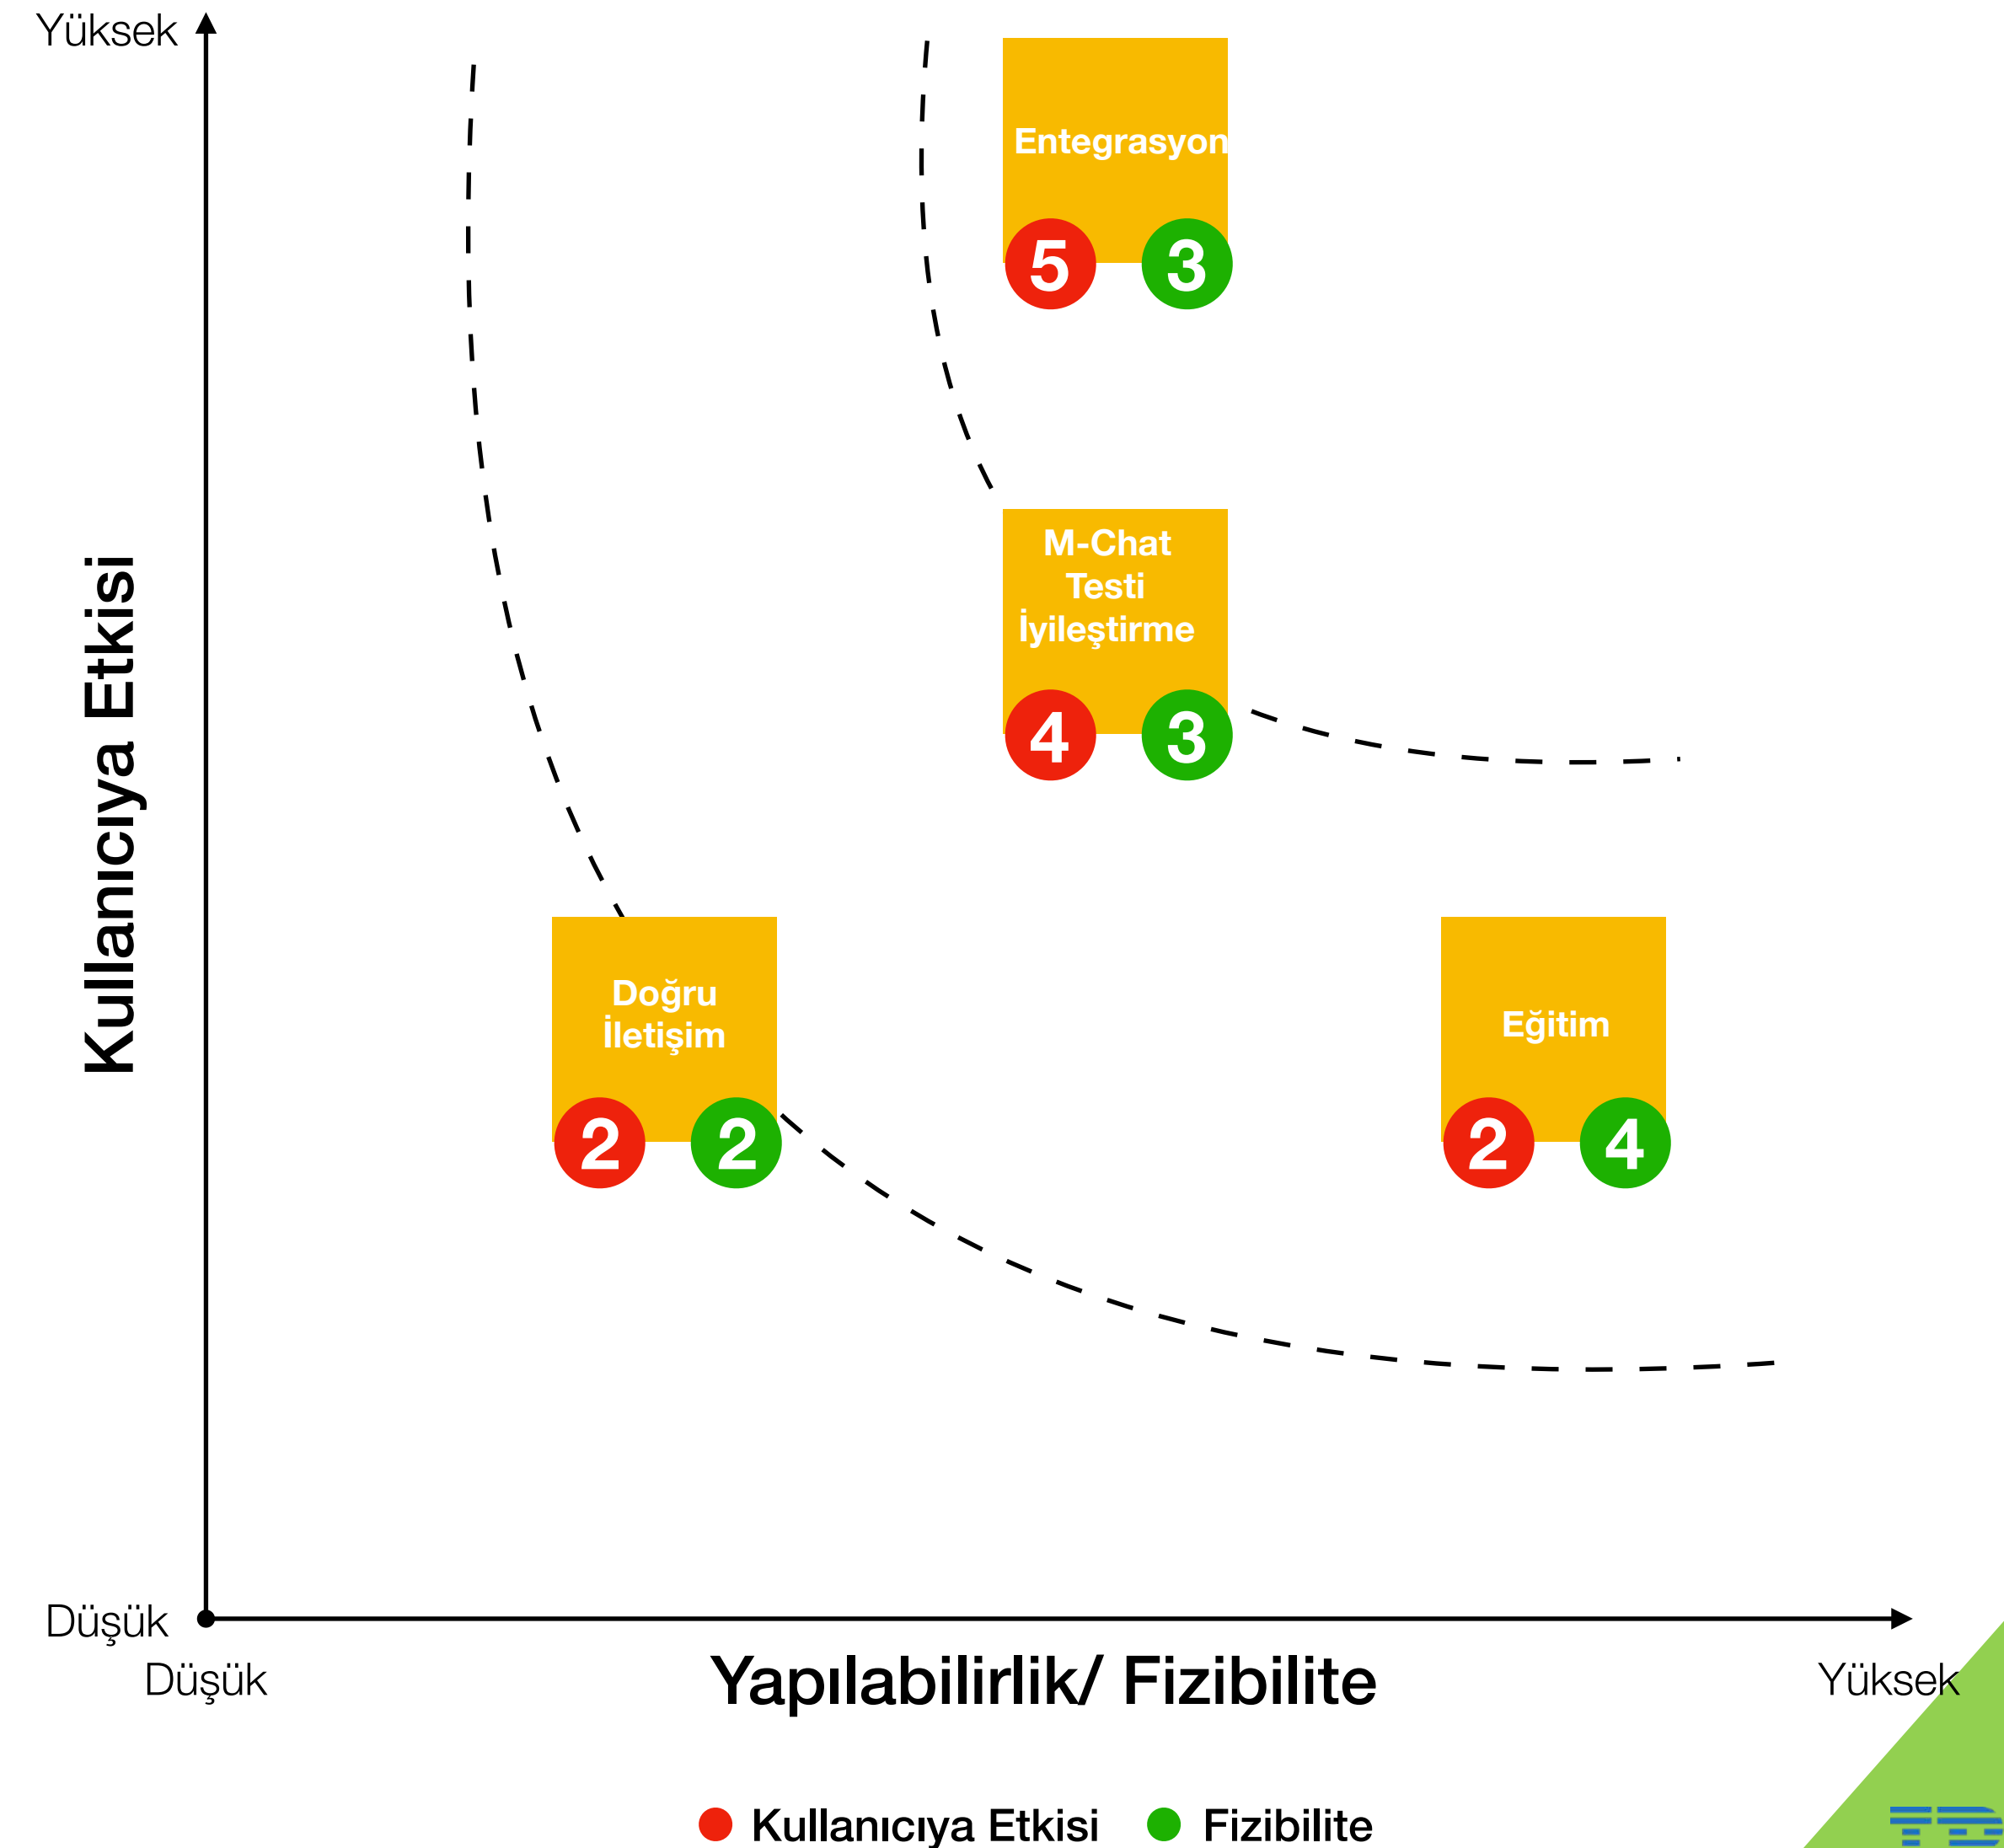 Yüksek
Entegrasyon
5
3
M-Chat
Testi
İyileştirme
4
3
Kullanıcıya Etkisi
Doğru
İletişim
2
2
Eğitim
2
4
Düşük
Düşük
Yapılabilirlik/ Fizibilite
Yüksek
Kullanıcıya Etkisi
Fizibilite